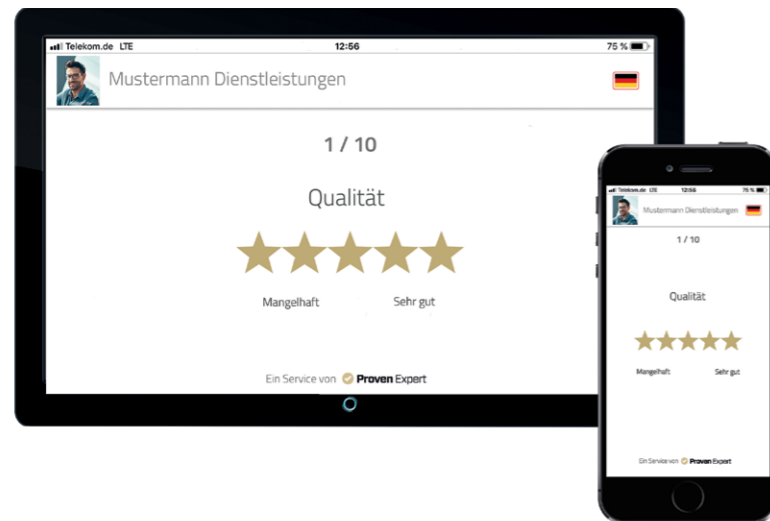 Telekom.de LTE 12:56 75 %
Mustermann Dienstleistungen
1 / 10
Qualität
Mangelhaft Sehr gut
Ein Service von Proven Expert
Telekom.de LTE 12:56 75 %
Mustermann Dienstleistungen
1 / 10
Qualität
Mangelhaft Sehr gut
Ein Service von Proven Expert